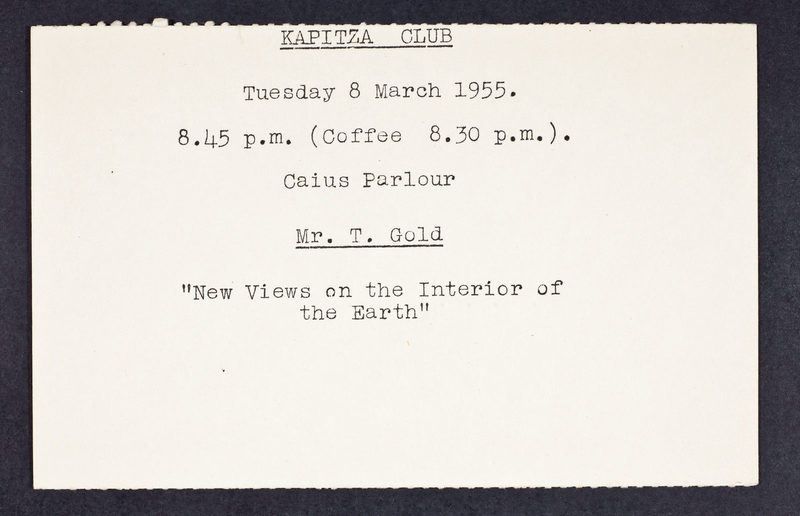 KAPITZA CLUB
Tuesday 8 March 1955.
8.45 p.m. (Coffee 8.30 p.m.).
Caius Parlour
Mr. T. Gold
"New Views on the Interior of
the Earth"